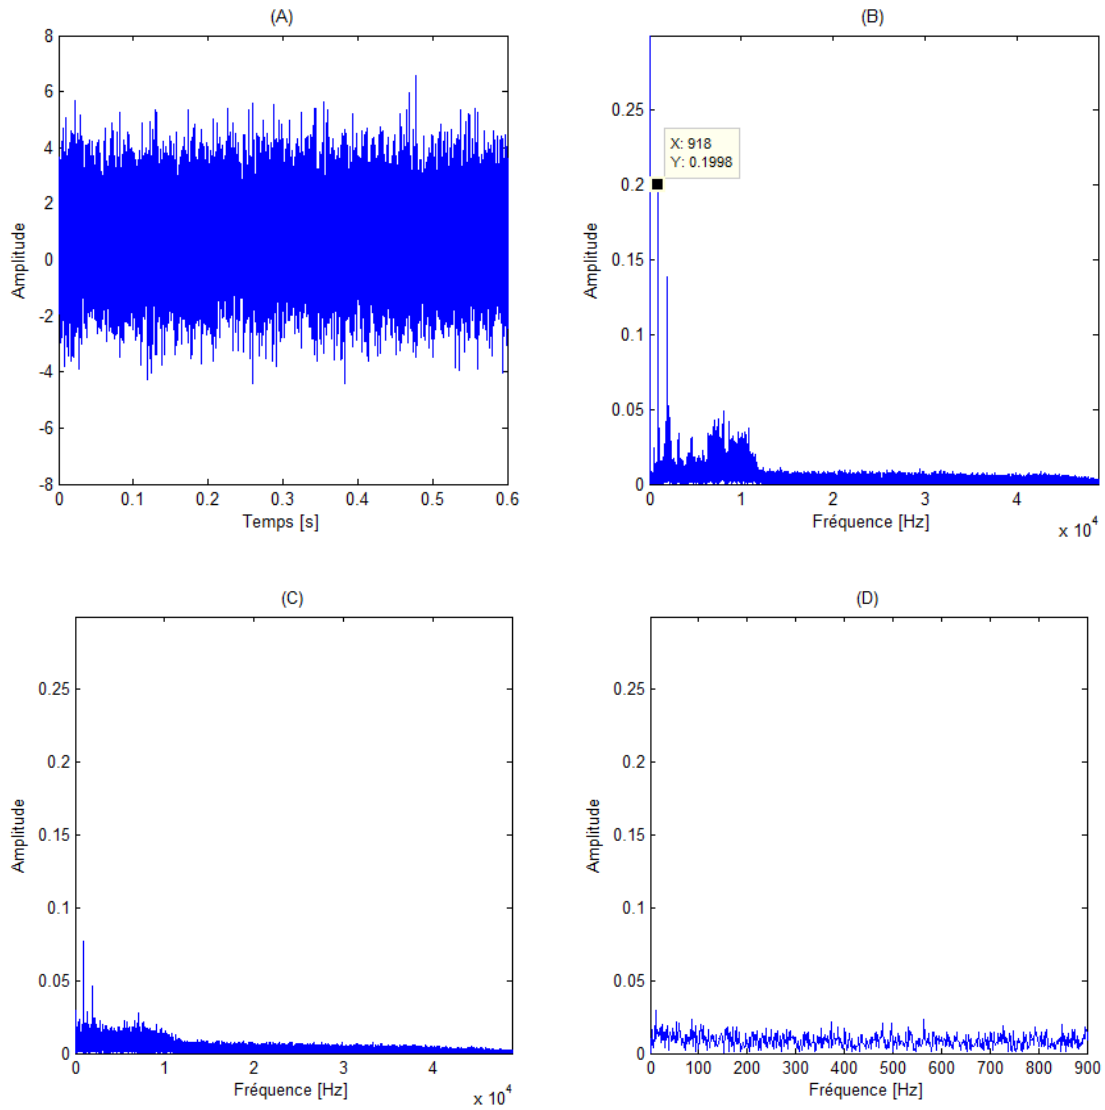 (A)
8
6
4
2
0
-2
-4
-6
-8
Amplitude
0 0.1 0.2 0.3 0.4 0.5 0.6
Temps [s]
(B)
0.25
0.2
0.15
0.1
0.05
0
Amplitude
X: 918
Y: 0.1998
0 1 2 3 4
Fréquence [Hz]
x 10⁴
(C)
0.25
0.2
0.15
0.1
0.05
0
Amplitude
0 1 2 3 4
Fréquence [Hz]
x 10⁴
(D)
0.25
0.2
0.15
0.1
0.05
0
Amplitude
0 100 200 300 400 500 600 700 800 900
Fréquence [Hz]